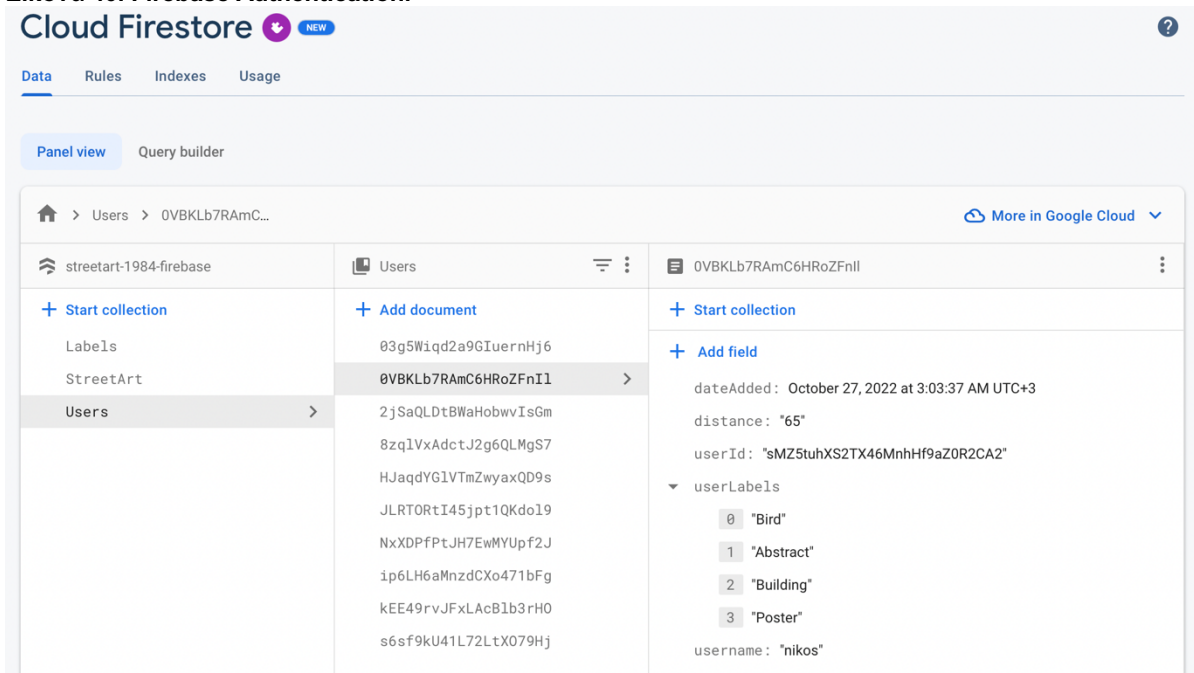 Cloud Firestore NEW
Data Rules Indexes Usage
Panel view Query builder
Users 0VBKLb7RAmC...
More in Google Cloud
streetart-1984-firebase
Start collection
Labels
StreetArt
Users
Users
Add document
03g5Wiqd2a9GIuernHj6
0VBKLb7RAmC6HRoZFnIl
2jSaQLDtBWaHobwvIsGm
8zqlVxAdctJ2g6QLMgS7
HJaqdYGlVTmZwyaxQD9s
JLRTORtI45jpt1QKdol9
NxXDPfPtJH7EwMYUpf2J
ip6LH6aMnzdCXo471bFg
kEE49rvJFxLAcBlb3rHO
s6sf9kU41L72LtXO79Hj
0VBKLb7RAmC6HRoZFnIl
Start collection
Add field
dateAdded: October 27, 2022 at 3:03:37 AM UTC+3
distance: "65"
userId: "sMZ5tuhXS2TX46MnhHf9aZ0R2CA2"
userLabels
0 "Bird"
1 "Abstract"
2 "Building"
3 "Poster"
username: "nikos"